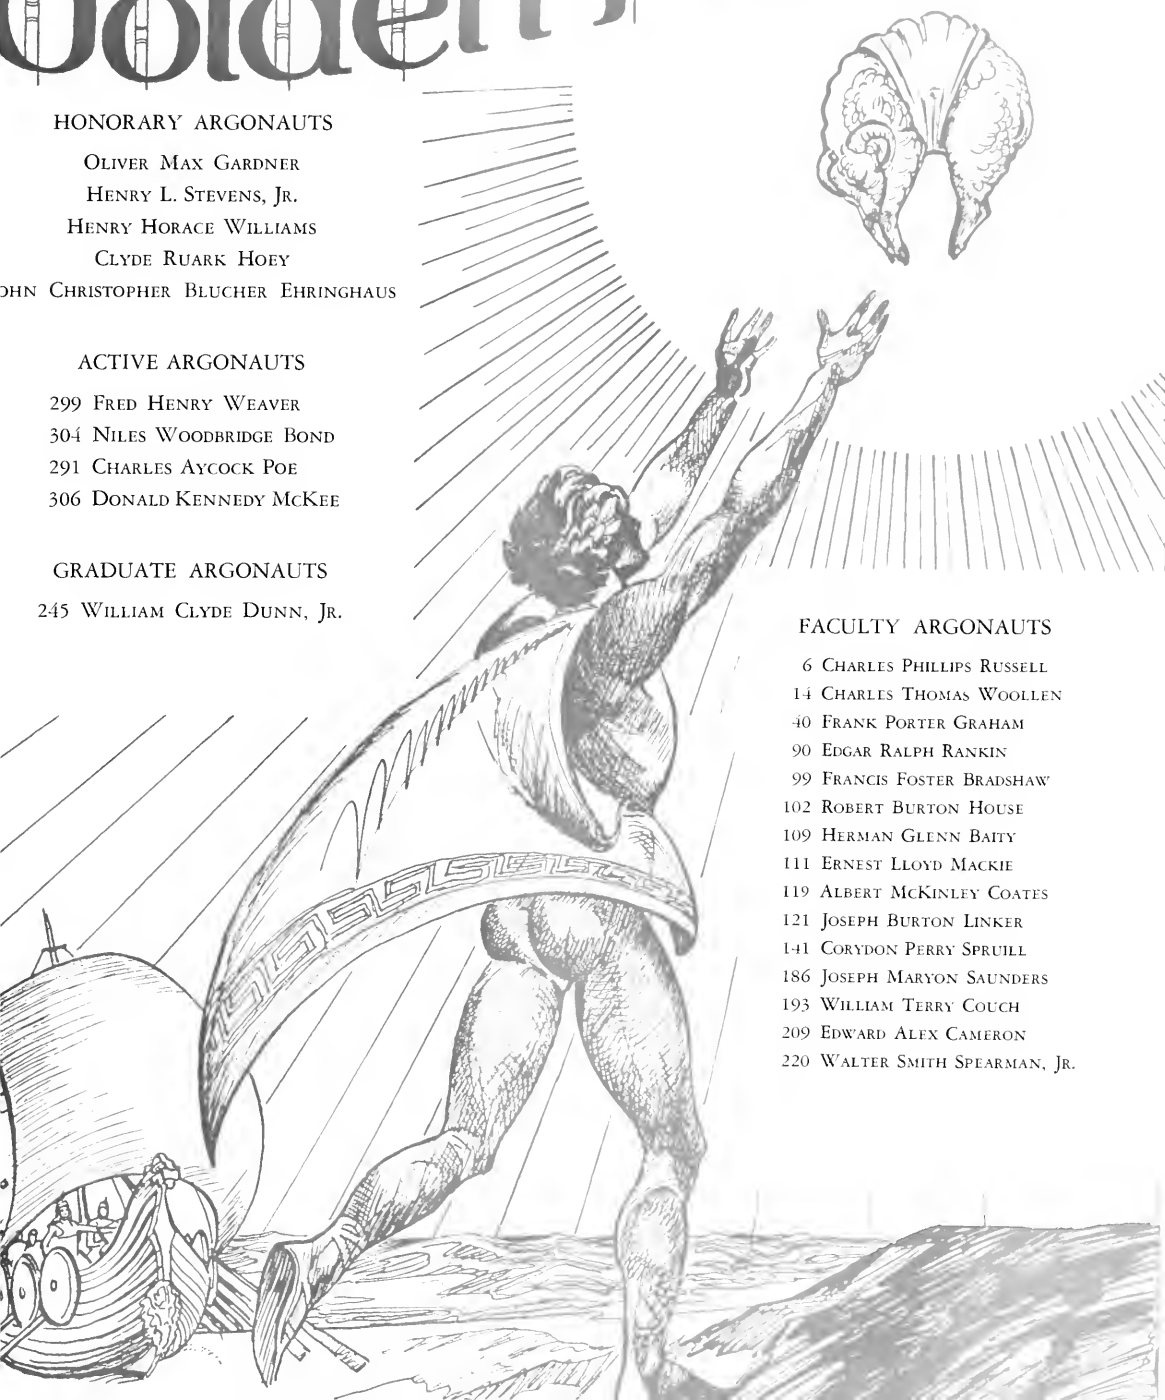 Golden
HONORARY ARGONAUTS
OLIVER MAX GARDNER
HENRY L. STEVENS, JR.
HENRY HORACE WILLIAMS
CLYDE RUARK HOEY
OHN CHRISTOPHER BLUCHER EHRINGHAUS
ACTIVE ARGONAUTS
299 FRED HENRY WEAVER
304 NILES WOODBRIDGE BOND
291 CHARLES AYCOCK POE
306 DONALD KENNEDY MCKEE
GRADUATE ARGONAUTS
245 WILLIAM CLYDE DUNN, JR.
FACULTY ARGONAUTS
6 CHARLES PHILLIPS RUSSELL
14 CHARLES THOMAS WOOLLEN
40 FRANK PORTER GRAHAM
90 EDGAR RALPH RANKIN
99 FRANCIS FOSTER BRADSHAW
102 ROBERT BURTON HOUSE
109 HERMAN GLENN BAITY
111 ERNEST LLOYD MACKIE
119 ALBERT MCKINLEY COATES
121 JOSEPH BURTON LINKER
141 CORYDON PERRY SPRUILL
186 JOSEPH MARYON SAUNDERS
193 WILLIAM TERRY COUCH
209 EDWARD ALEX CAMERON
220 WALTER SMITH SPEARMAN, JR.